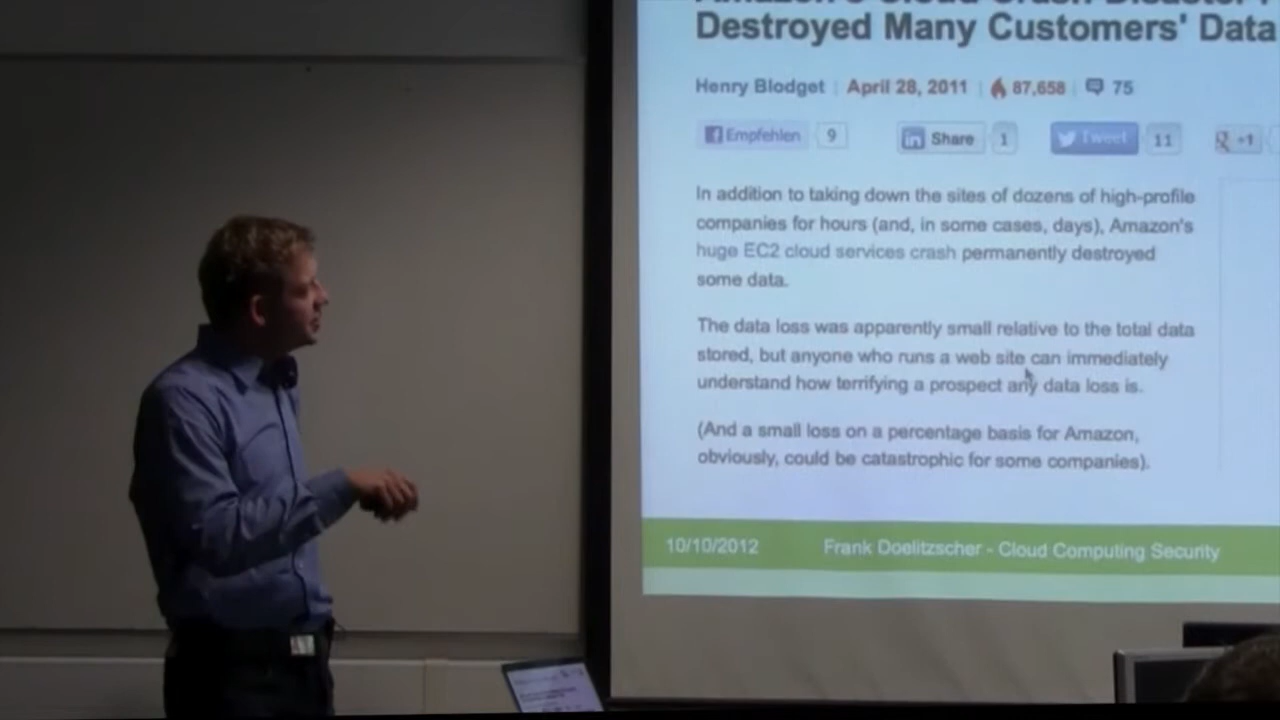 Amazon's Cloud Crash Disaster
Destroyed Many Customers' Data
Henry Blodget | April 28, 2011 | 87,658 | 75
Empfehlen 9 in Share 1 Tweet 11 +1
In addition to taking down the sites of dozens of high-profile
companies for hours (and, in some cases, days), Amazon's
huge EC2 cloud services crash permanently destroyed
some data.
The data loss was apparently small relative to the total data
stored, but anyone who runs a web site can immediately
understand how terrifying a prospect any data loss is.
(And a small loss on a percentage basis for Amazon,
obviously, could be catastrophic for some companies).
10/10/2012 Frank Doelitzscher - Cloud Computing Security